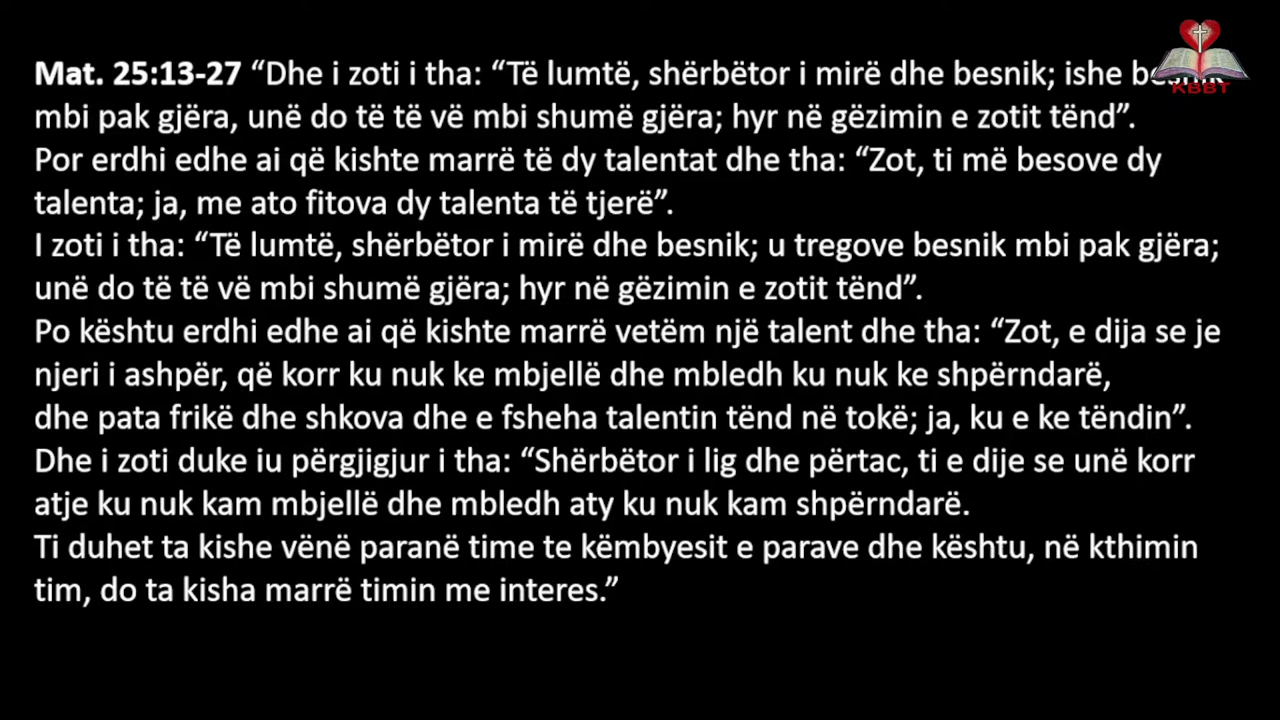 Mat. 25:13-27 “Dhe i zoti i tha: “Të lumtë, shërbëtor i mirë dhe besnik; ishe besnik
mbi pak gjëra, unë do të të vë mbi shumë gjëra; hyr në gëzimin e zotit tënd”.
Por erdhi edhe ai që kishte marrë të dy talentat dhe tha: “Zot, ti më besove dy
talenta; ja, me ato fitova dy talenta të tjerë”.
I zoti i tha: “Të lumtë, shërbëtor i mirë dhe besnik; u tregove besnik mbi pak gjëra;
unë do të të vë mbi shumë gjëra; hyr në gëzimin e zotit tënd”.
Po kështu erdhi edhe ai që kishte marrë vetëm një talent dhe tha: “Zot, e dija se je
njeri i ashpër, që korr ku nuk ke mbjellë dhe mbledh ku nuk ke shpërndarë,
dhe pata frikë dhe shkova dhe e fsheha talentin tënd në tokë; ja, ku e ke tëndin”.
Dhe i zoti duke iu përgjigjur i tha: “Shërbëtor i lig dhe përtac, ti e dije se unë korr
atje ku nuk kam mbjellë dhe mbledh aty ku nuk kam shpërndarë.
Ti duhet ta kishe vënë paranë time te këmbyesit e parave dhe kështu, në kthimin
tim, do ta kisha marrë timin me interes.”
KBBT